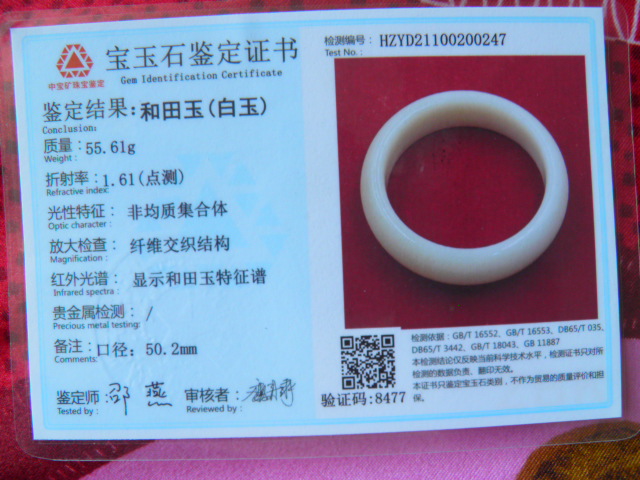 中宝矿珠宝鉴定
宝玉石鉴定证书
Gem Identification Certificate
检测编号: HZYD21100200247
Test No.:
鉴定结果: 和田玉(白玉)
Conclusion:
质量: 55.61g
Weight:
折射率: 1.61(点测)
Refractive index:
光性特征: 非均质集合体
Optic character:
放大检查: 纤维交织结构
Magnification:
红外光谱: 显示和田玉特征谱
Infrared spectra:
贵金属检测: /
Precious metal testing:
备注: 口径: 50.2mm
Comments:
鉴定师: 邵燕
Tested by:
审核者:
Reviewed by:
检测依据: GB/T 16552、GB/T 16553、DB65/T 035、
DB65/T 3442、GB/T 18043、GB 11887
本检测结论仅反映当前科学技术水平，检测证书只对所
检测的数据负责、翻印无效。
本证书只鉴定宝玉石类别，不作为贸易的质量评价和担
保。
验证码:8477